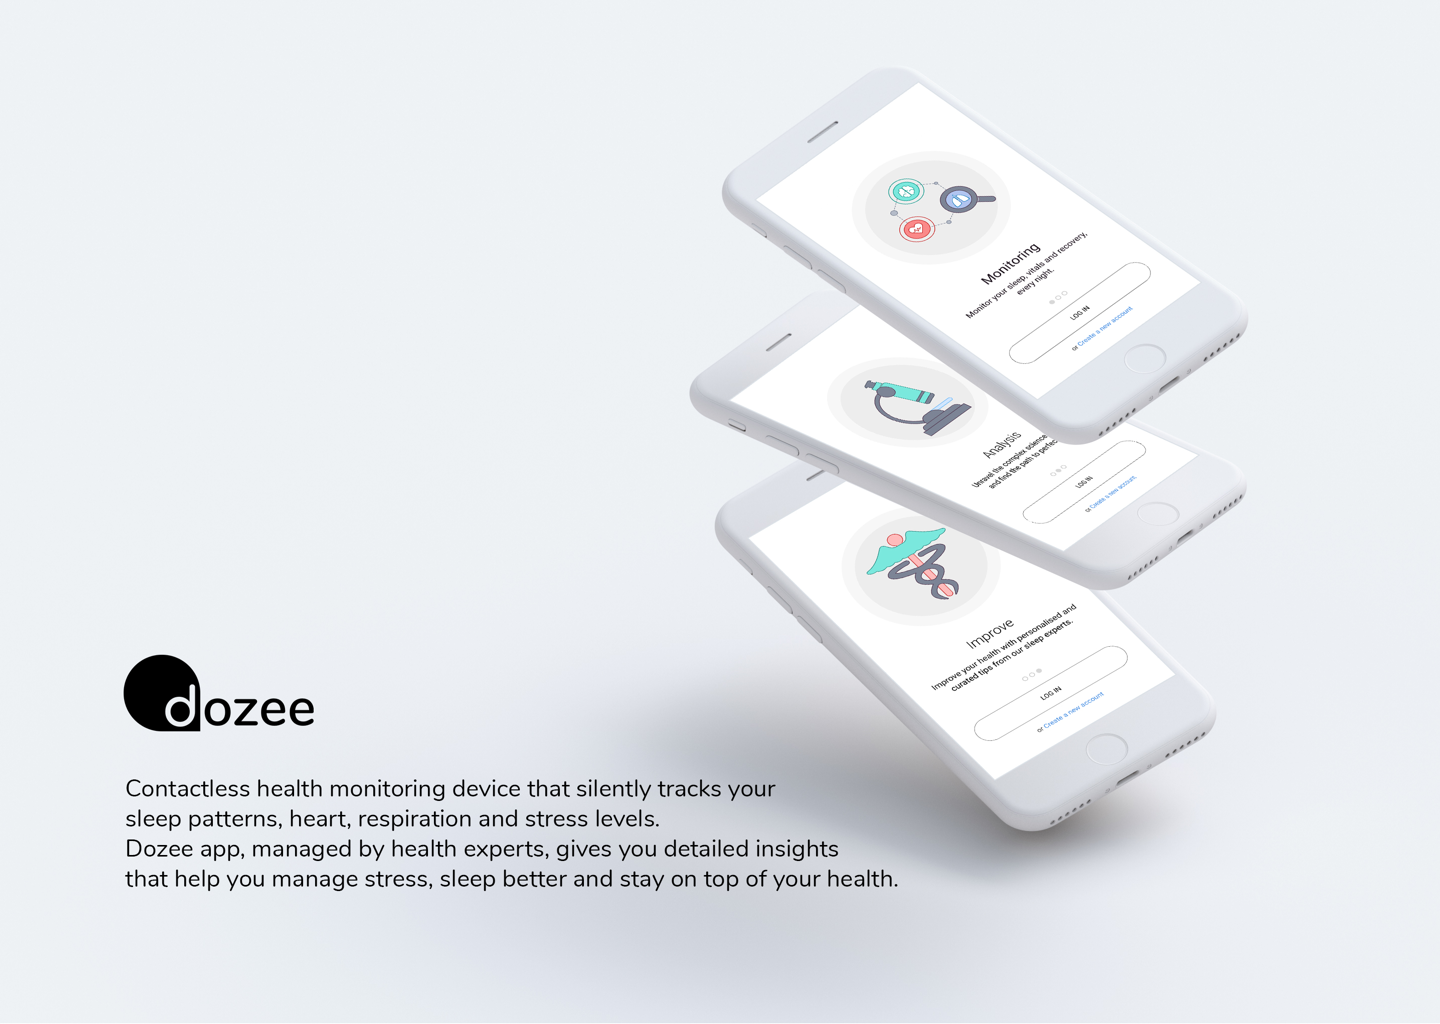 Monitoring
Monitor your sleep, vitals and recovery,
every night.
LOG IN
or Create a new account
Analysis
Unravel the complex science
and find the path to perfec
LOG IN
or Create a new account
Improve
Improve your health with personalised and
curated tips from our sleep experts.
LOG IN
or Create a new account
dozee
Contactless health monitoring device that silently tracks your
sleep patterns, heart, respiration and stress levels.
Dozee app, managed by health experts, gives you detailed insights
that help you manage stress, sleep better and stay on top of your health.